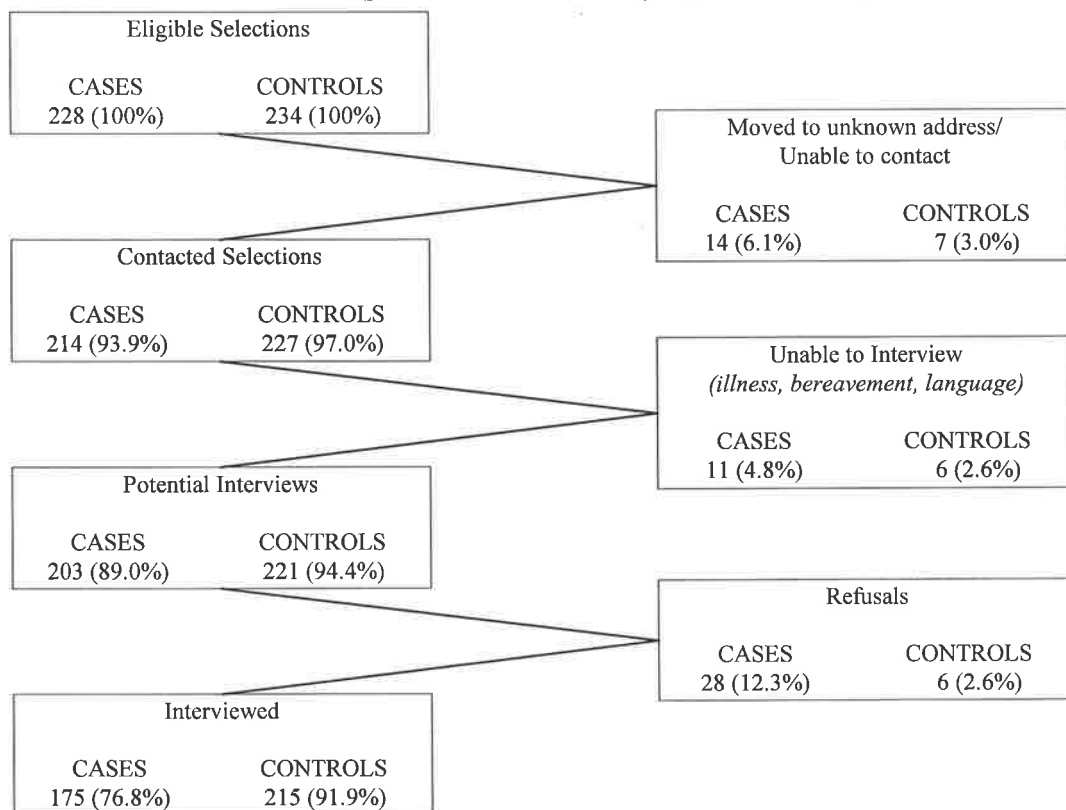 Eligible Selections
CASES CONTROLS
228 (100%) 234 (100%)
Moved to unknown address/
Unable to contact
CASES CONTROLS
14 (6.1%) 7 (3.0%)
Contacted Selections
CASES CONTROLS
214 (93.9%) 227 (97.0%)
Unable to Interview
(illness, bereavement, language)
CASES CONTROLS
11 (4.8%) 6 (2.6%)
Potential Interviews
CASES CONTROLS
203 (89.0%) 221 (94.4%)
Refusals
CASES CONTROLS
28 (12.3%) 6 (2.6%)
Interviewed
CASES CONTROLS
175 (76.8%) 215 (91.9%)